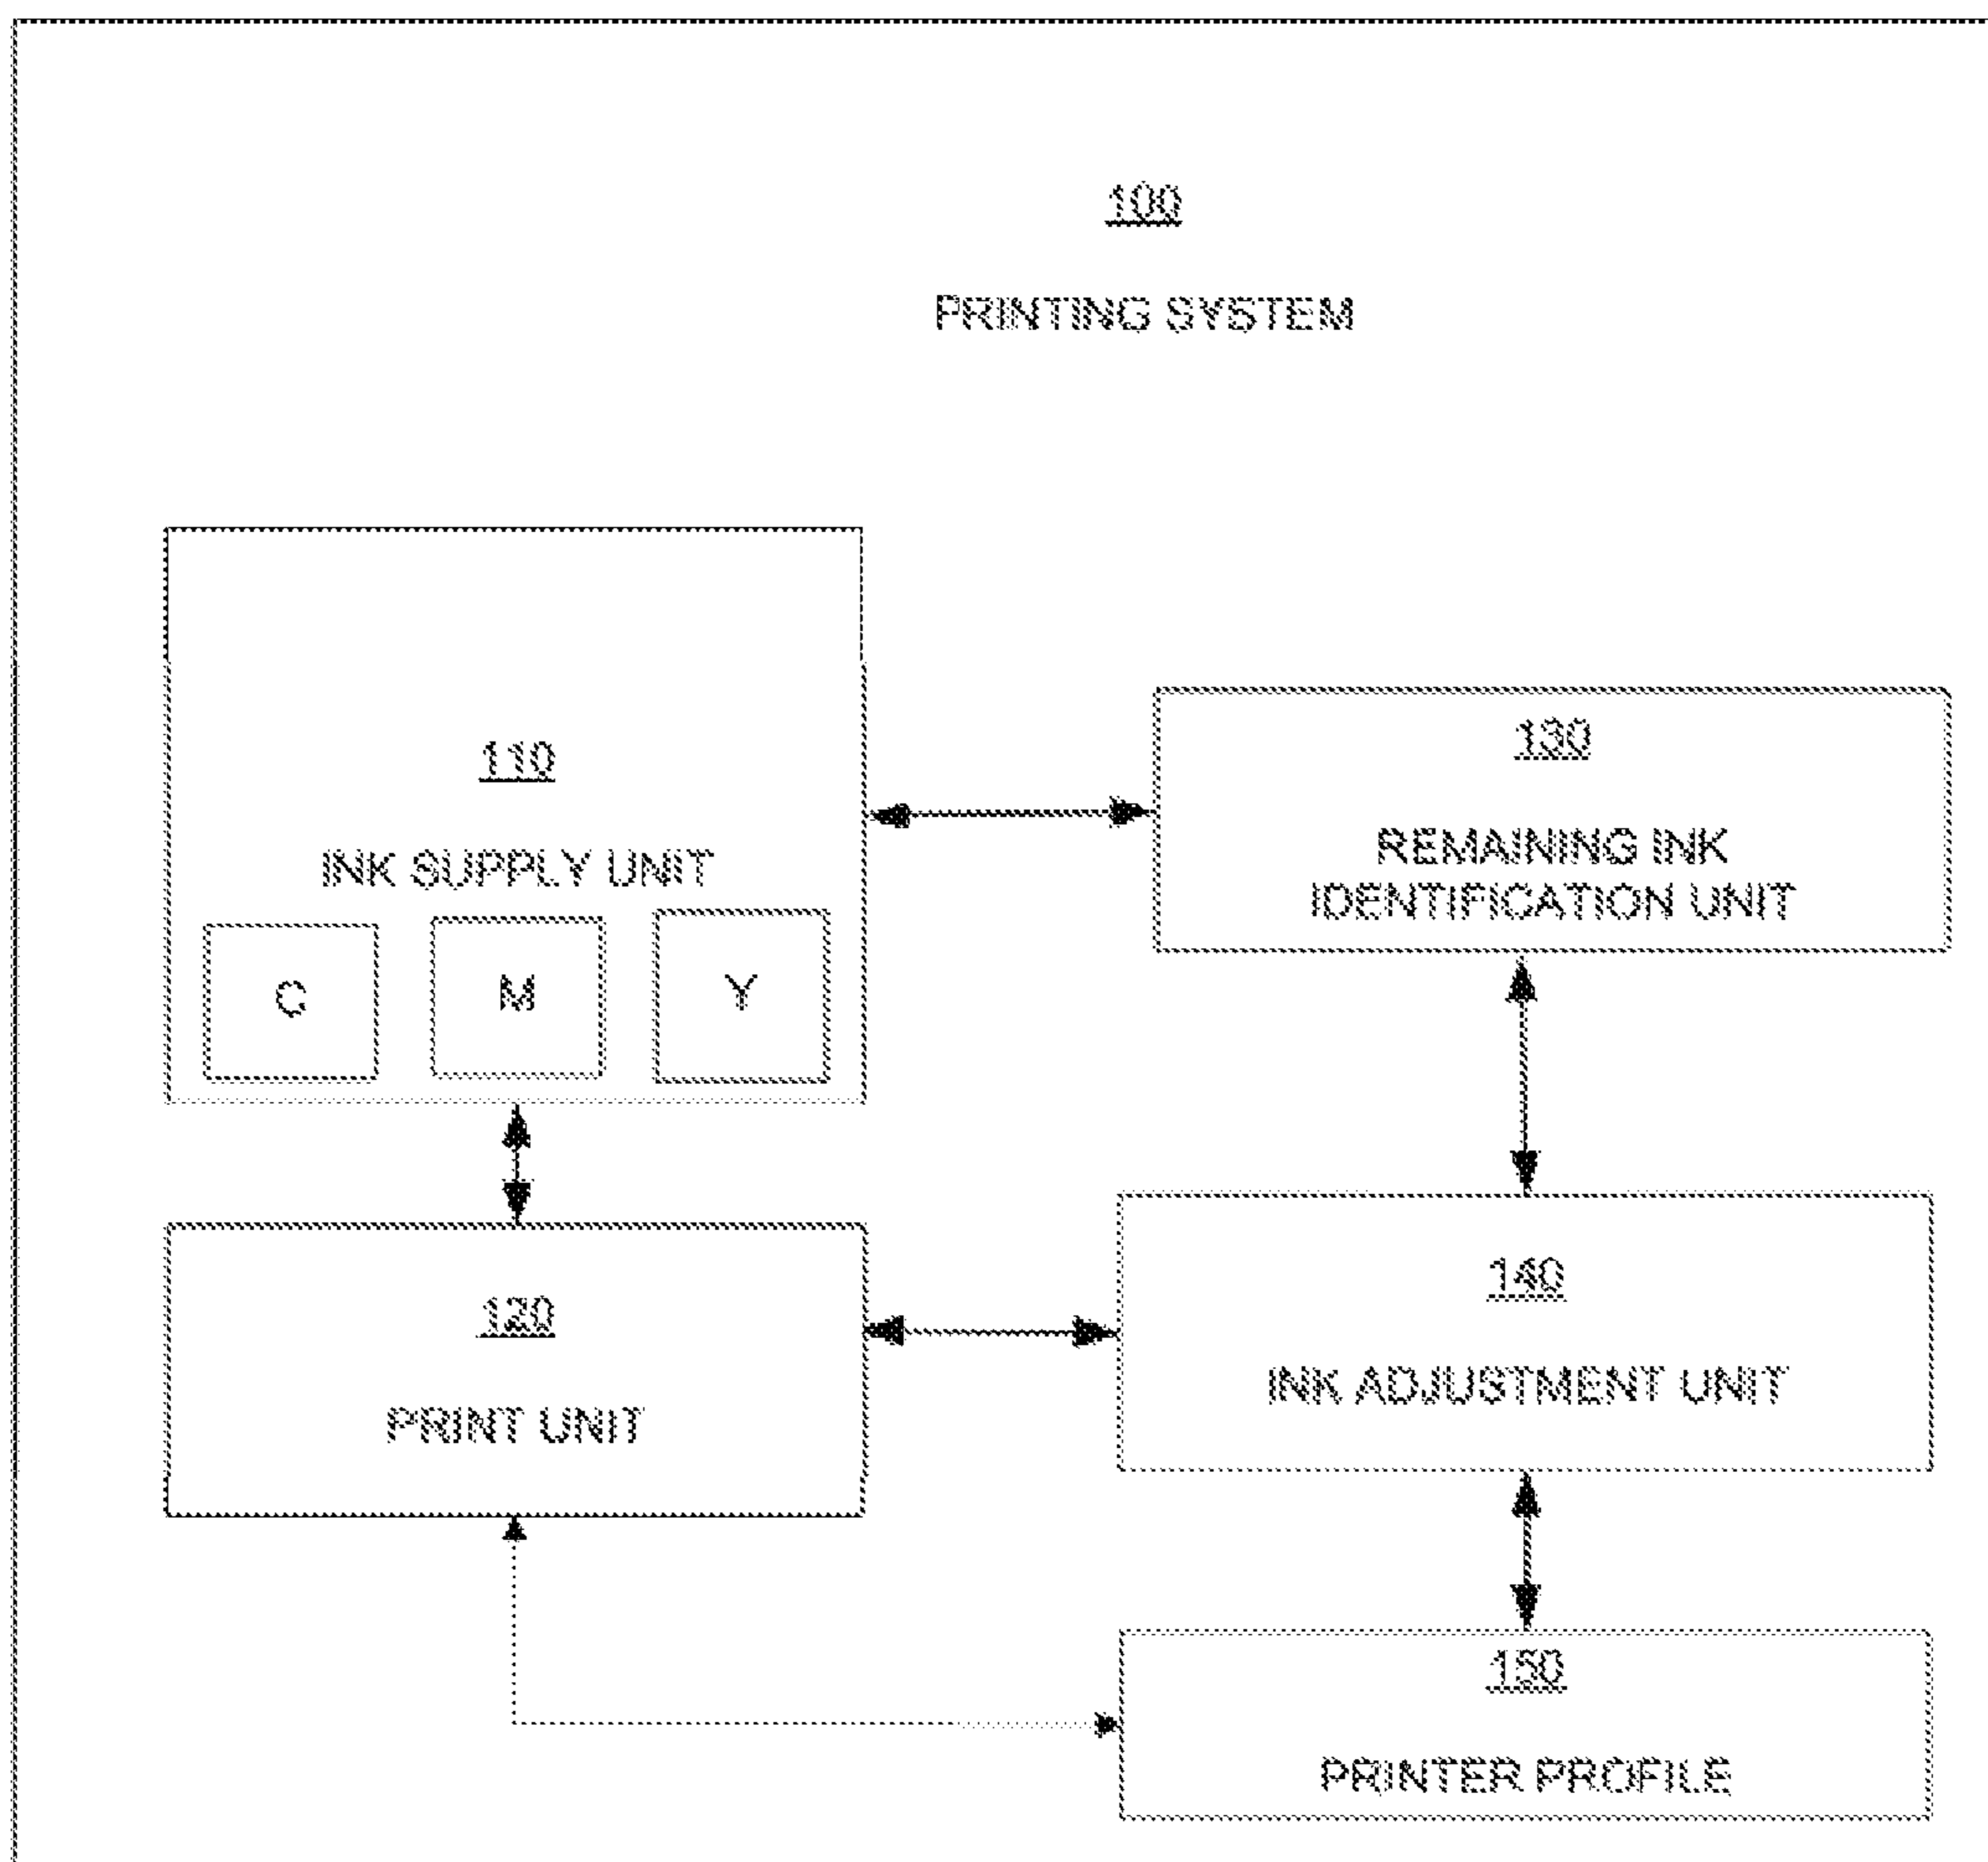 100
PRINTING SYSTEM
110
INK SUPPLY UNIT
C
M
Y
130
REMAINING INK
IDENTIFICATION UNIT
120
PRINT UNIT
140
INK ADJUSTMENT UNIT
150
PRINTER PROFILE